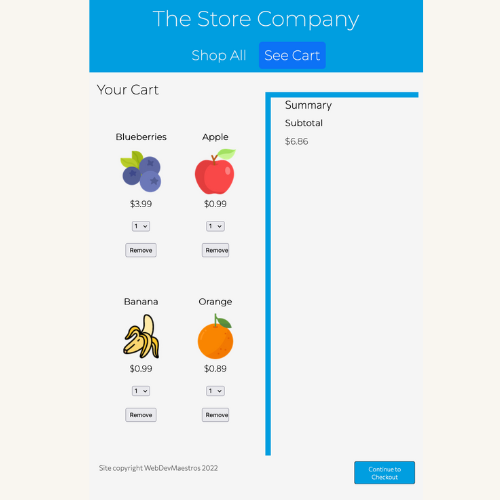 The Store Company
Shop All
See Cart
Your Cart
Blueberries
$3.99
1
Remove
Apple
$0.99
1
Remove
Banana
$0.99
1
Remove
Orange
$0.89
1
Remove
Summary
Subtotal
$6.86
Site copyright WebDevMaestros 2022
Continue to
Checkout